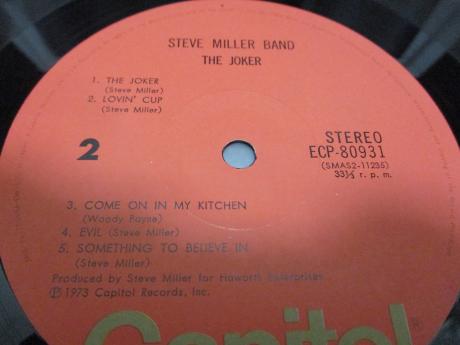 STEVE MILLER BAND
THE JOKER
1. THE JOKER
(Steve Miller)
2. LOVIN' CUP
(Steve Miller)
2
STEREO
ECP-80931
(SMAS2-11235)
33⅓ r. p. m.
3. COME ON IN MY KITCHEN
(Woody Payne)
4. EVIL (Steve Miller)
5. SOMETHING TO BELIEVE IN
(Steve Miller)
Produced by Steve Miller for Haworth Enterprises
Ⓟ 1973 Capitol Records, Inc.
Capitol